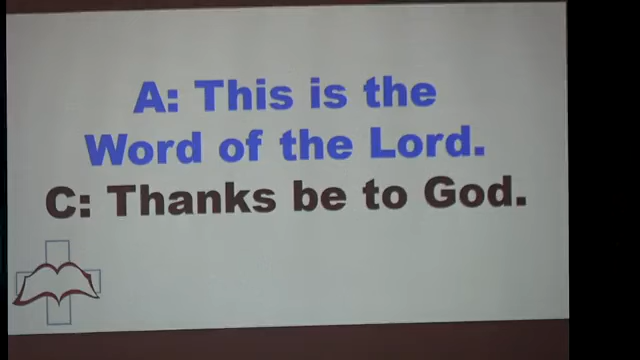 A: This is the
Word of the Lord.
C: Thanks be to God.